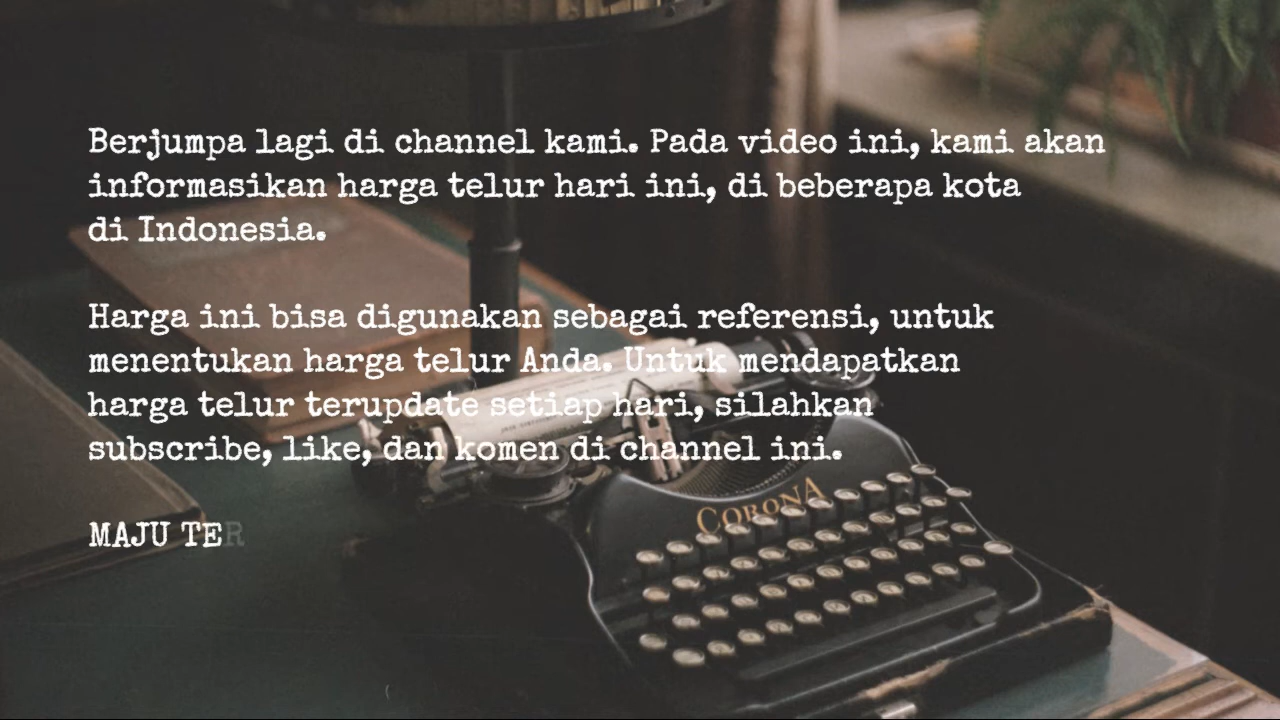 Berjumpa lagi di channel kami. Pada video ini, kami akan
informasikan harga telur hari ini, di beberapa kota
di Indonesia.
Harga ini bisa digunakan sebagai referensi, untuk
menentukan harga telur Anda. Untuk mendapatkan
harga telur terupdate setiap hari, silahkan
subscribe, like, dan komen di channel ini.
MAJU TER
CORONA